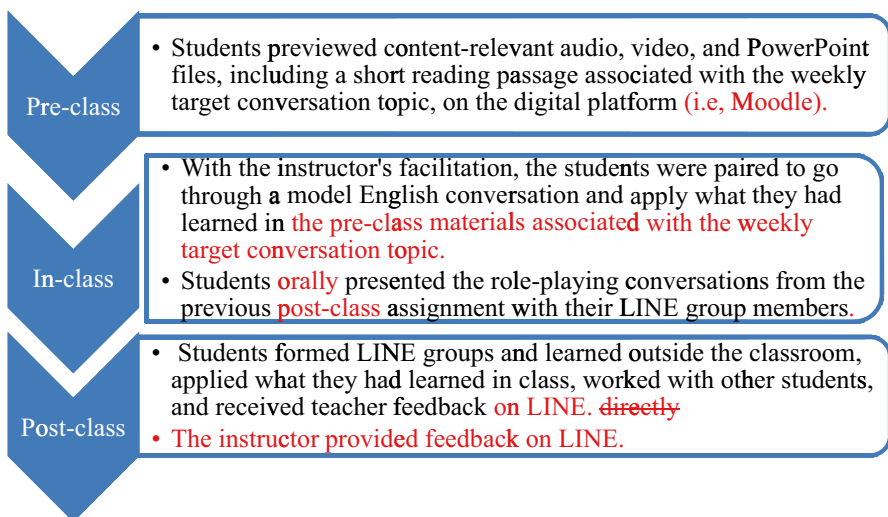 Pre-class
• Students previewed content-relevant audio, video, and PowerPoint
files, including a short reading passage associated with the weekly
target conversation topic, on the digital platform (i.e, Moodle).
In-class
• With the instructor's facilitation, the students were paired to go
through a model English conversation and apply what they had
learned in the pre-class materials associated with the weekly
target conversation topic.
• Students orally presented the role-playing conversations from the
previous post-class assignment with their LINE group members.
Post-class
• Students formed LINE groups and learned outside the classroom,
applied what they had learned in class, worked with other students,
and received teacher feedback on LINE. directly
• The instructor provided feedback on LINE.